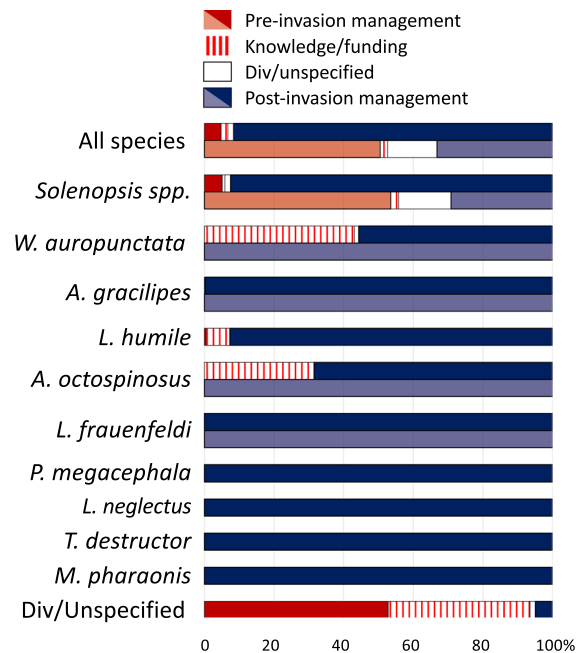 Pre-invasion management
Knowledge/funding
Div/unspecified
Post-invasion management
All species
Solenopsis spp.
W. auropunctata
A. gracilipes
L. humile
A. octospinosus
L. frauenfeldi
P. megacephala
L. neglectus
T. destructor
M. pharaonis
Div/Unspecified
0 20 40 60 80 100%